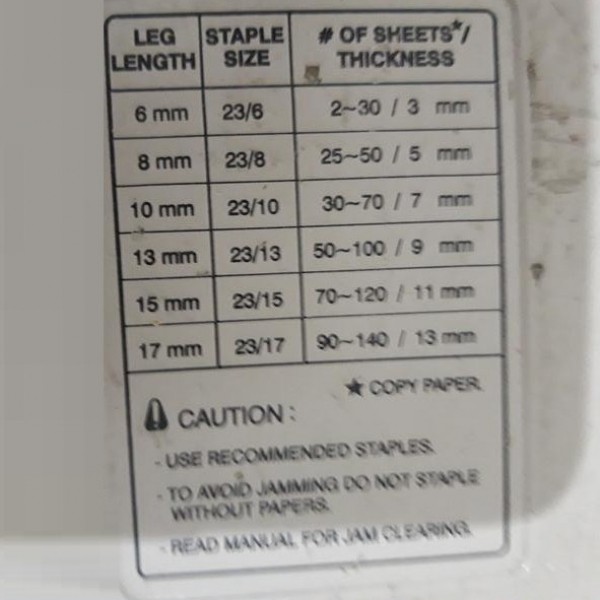 LEG LENGTH STAPLE SIZE # OF SHEETS★/ THICKNESS
6 mm 23/6 2~30 / 3 mm
8 mm 23/8 25~50 / 5 mm
10 mm 23/10 30~70 / 7 mm
13 mm 23/13 50~100 / 9 mm
15 mm 23/15 70~120 / 11 mm
17 mm 23/17 90~140 / 13 mm
★ COPY PAPER.
CAUTION :
- USE RECOMMENDED STAPLES.
- TO AVOID JAMMING DO NOT STAPLE
WITHOUT PAPERS.
- READ MANUAL FOR JAM CLEARING.